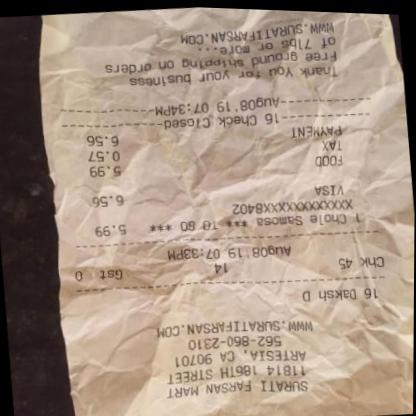 SURATI FARSAN MART
11814 186TH STREET
ARTESIA, CA 90701
562-860-2310
WWW.SURATIFARSAN.COM
16 Daksh D
Chk 45 14 Gst 0
Aug08'19 07:33PM
*** TO GO ***
1 Chole Samosa 5.99
XXXXXXXXXXXX8402
VISA 6.56
FOOD 5.99
TAX 0.57
PAYMENT 6.56
16 Check Closed
Aug08'19 07:34PM
Thank You for your business
Free ground shipping on orders
of 7lbs or more...
WWW.SURATIFARSAN.COM